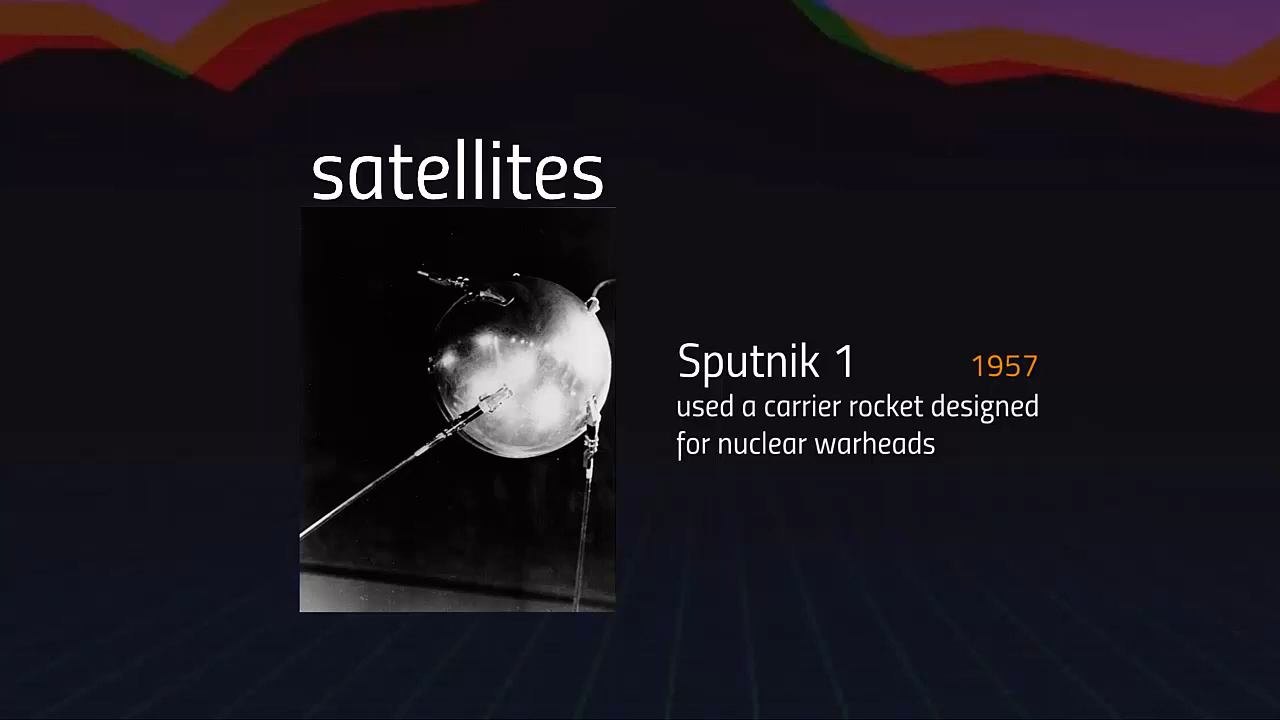 satellites
Sputnik 1 1957
used a carrier rocket designed
for nuclear warheads